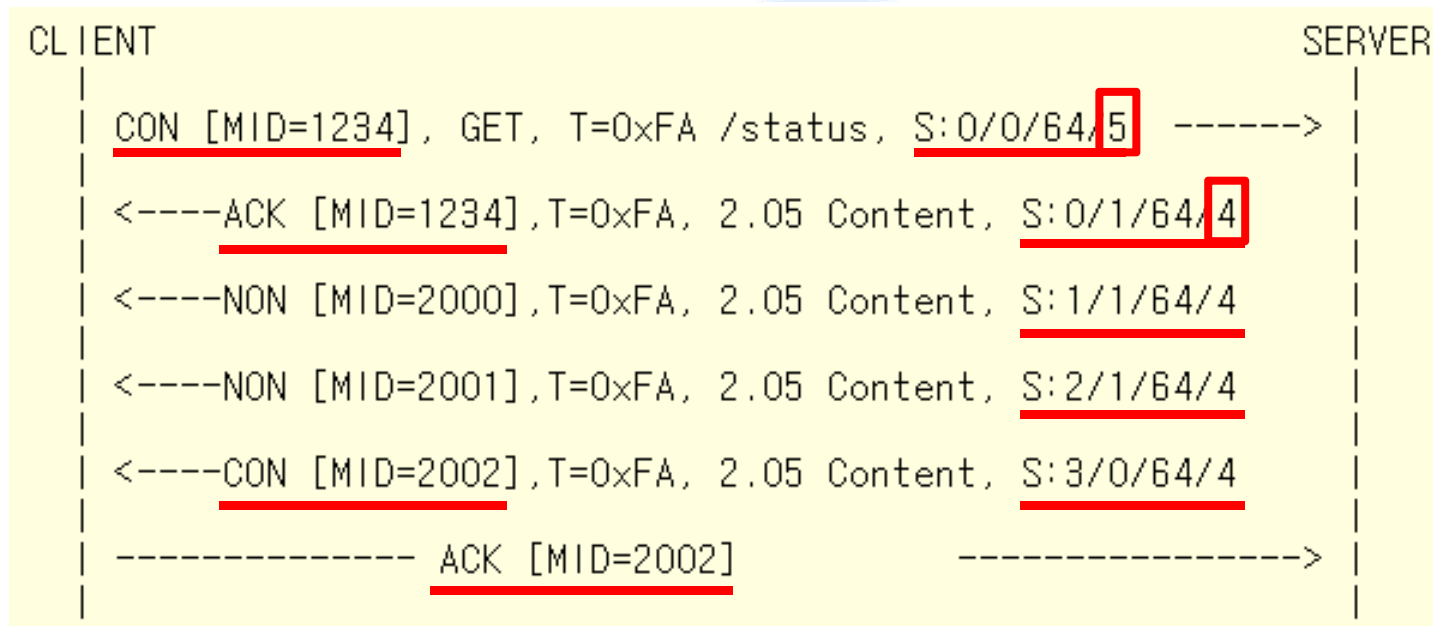 CLIENT SERVER
CON [MID=1234], GET, T=0xFA /status, S:0/0/64/5 ------>
<----ACK [MID=1234],T=0xFA, 2.05 Content, S:0/1/64/4
<----NON [MID=2000],T=0xFA, 2.05 Content, S:1/1/64/4
<----NON [MID=2001],T=0xFA, 2.05 Content, S:2/1/64/4
<----CON [MID=2002],T=0xFA, 2.05 Content, S:3/0/64/4
-------------- ACK [MID=2002] ---------------->